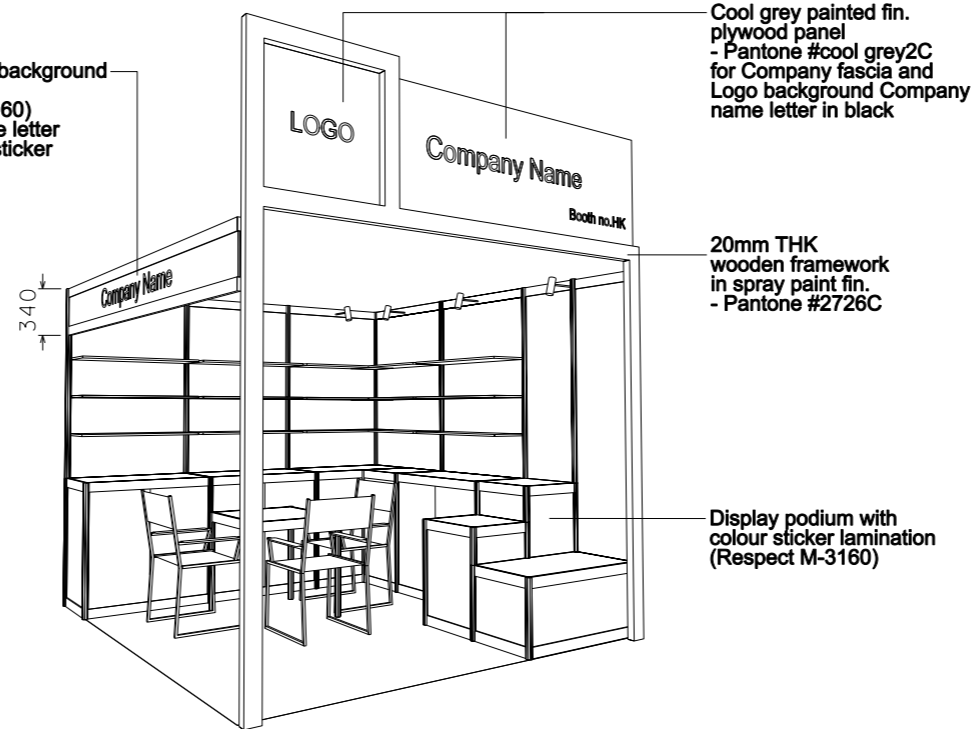 Cool grey painted fin.
plywood panel
- Pantone #cool grey2C
for Company fascia and
Logo background Company
name letter in black
background
60)
e letter
sticker
LOGO
Company Name
Booth no.HK
20mm THK
wooden framework
in spray paint fin.
- Pantone #2726C
Company Name
340
Display podium with
colour sticker lamination
(Respect M-3160)